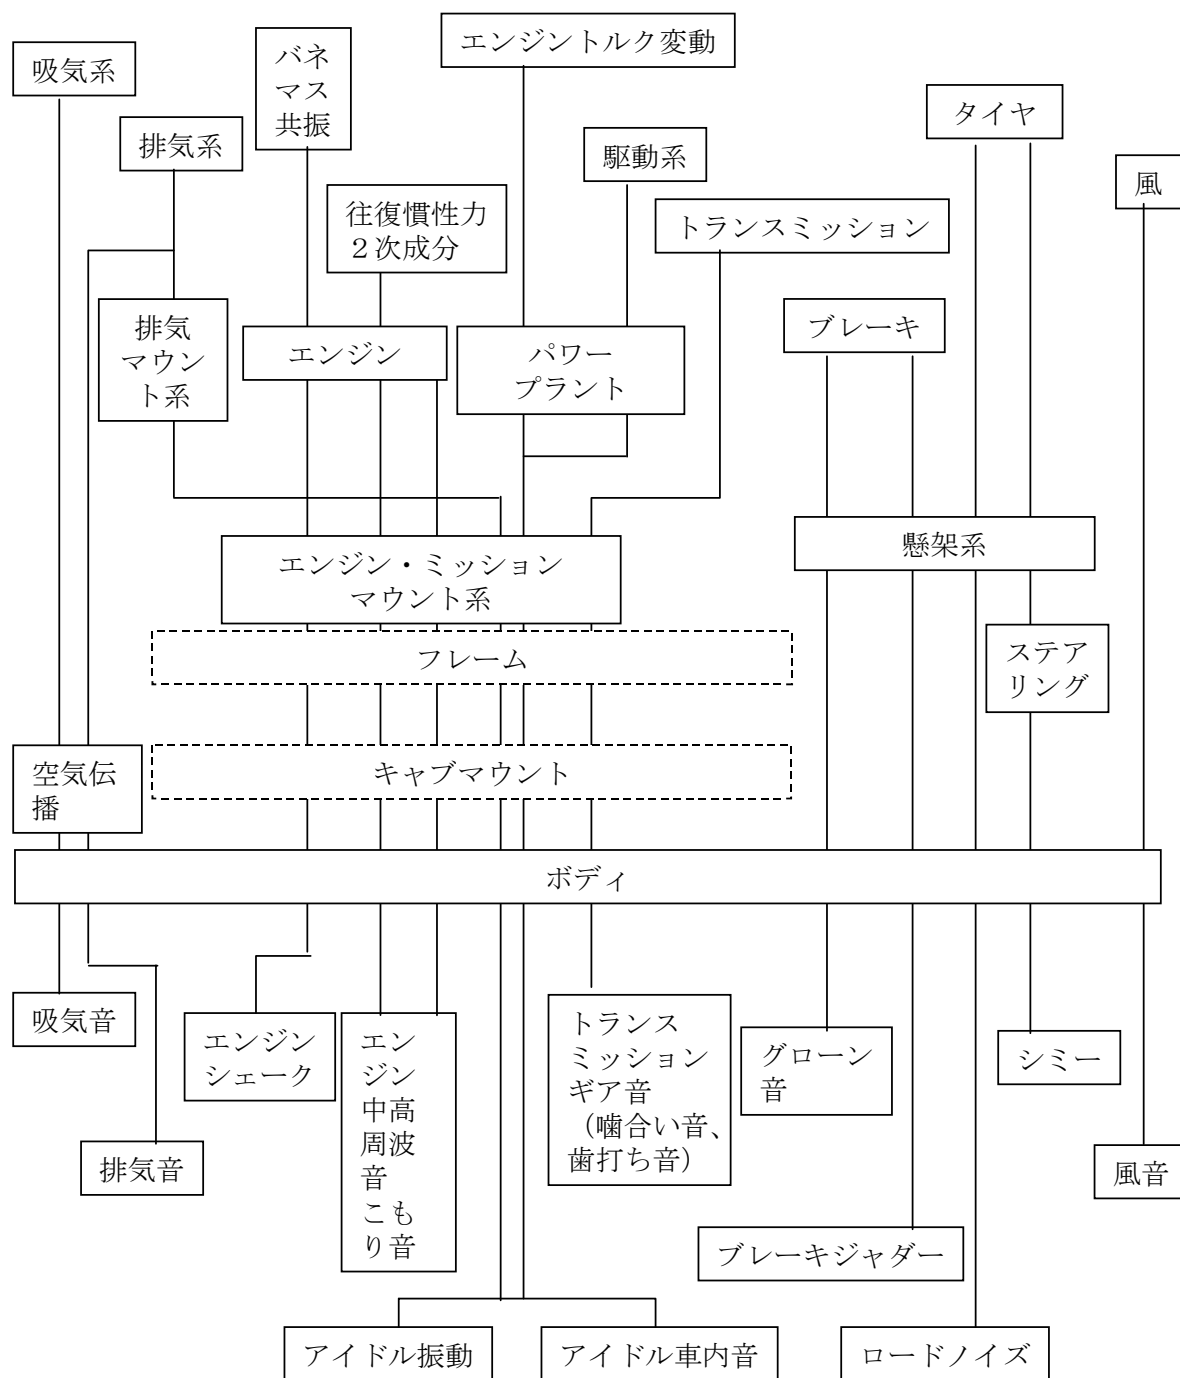 エンジントルク変動
吸気系
バネ
マス
共振
タイヤ
排気系
駆動系
風
往復慣性力
２次成分
トランスミッション
排気
マウン
ト系
エンジン
パワー
プラント
ブレーキ
エンジン・ミッション
マウント系
懸架系
フレーム
ステア
リング
空気伝
播
キャブマウント
ボディ
吸気音
エンジン
シェーク
エン
ジン
中高
周波
音
こも
り音
トランス
ミッション
ギア音
（噛合い音、
歯打ち音）
グローン
音
シミー
排気音
風音
ブレーキジャダー
アイドル振動
アイドル車内音
ロードノイズ